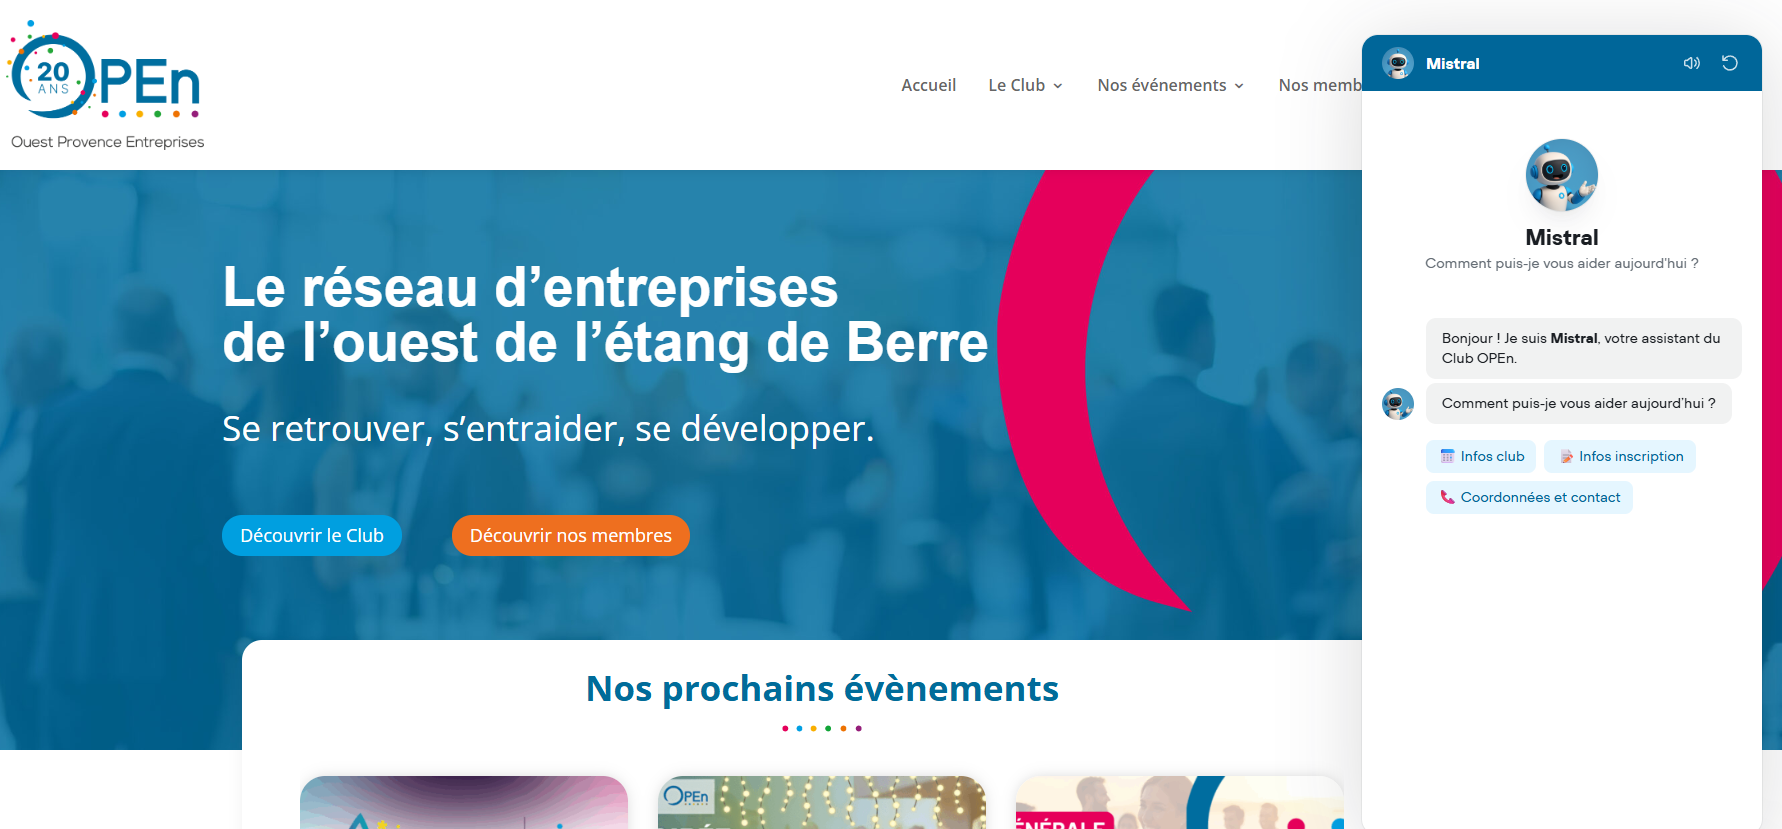 20
ANS
OPEn
Ouest Provence Entreprises
Accueil
Le Club
Nos événements
Nos memb
Le réseau d’entreprises
de l’ouest de l’étang de Berre
Se retrouver, s’entraider, se développer.
Découvrir le Club
Découvrir nos membres
Nos prochains évènements
OPEn
Mistral
Mistral
Comment puis-je vous aider aujourd’hui ?
Bonjour ! Je suis Mistral, votre assistant du
Club OPEn.
Comment puis-je vous aider aujourd’hui ?
Infos club
Infos inscription
Coordonnées et contact